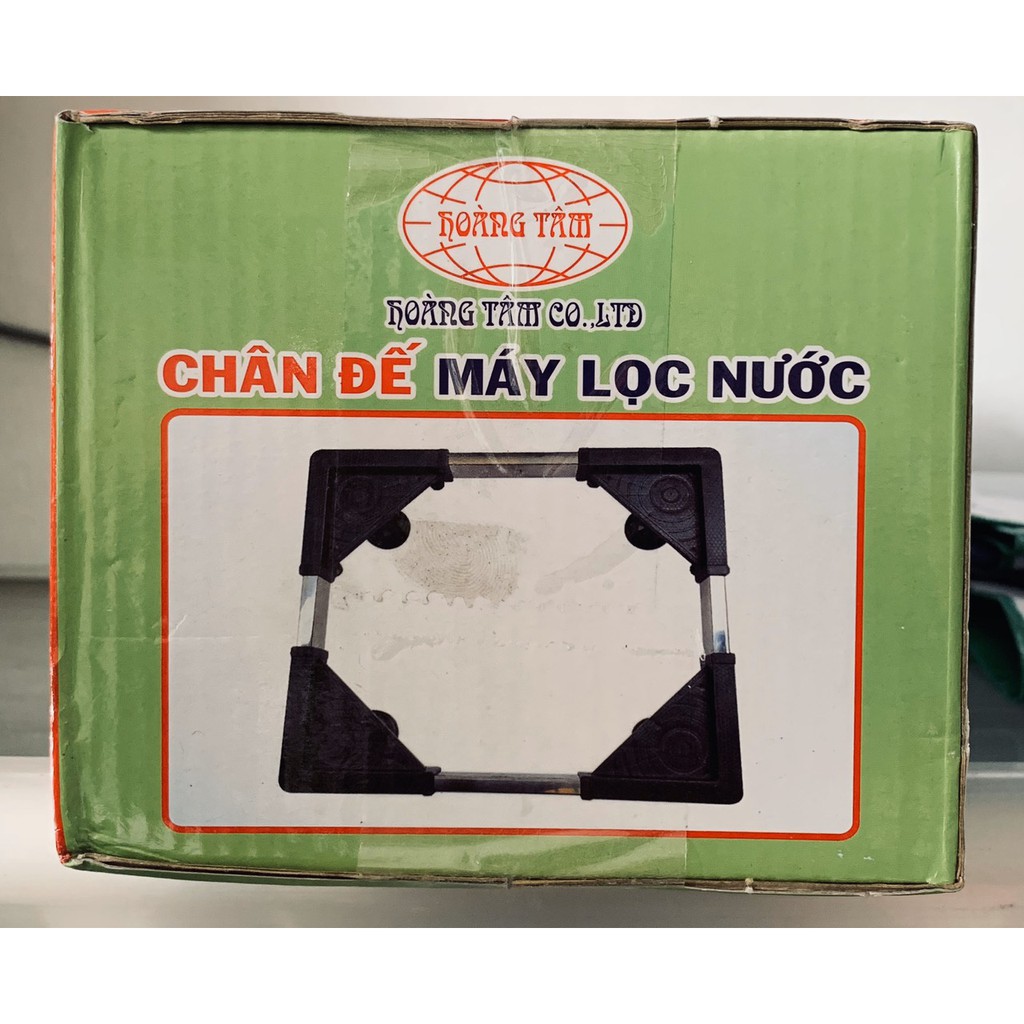 HOÀNG TÂM
HOÀNG TÂM CO.,LTD
CHÂN ĐẾ MÁY LỌC NƯỚC